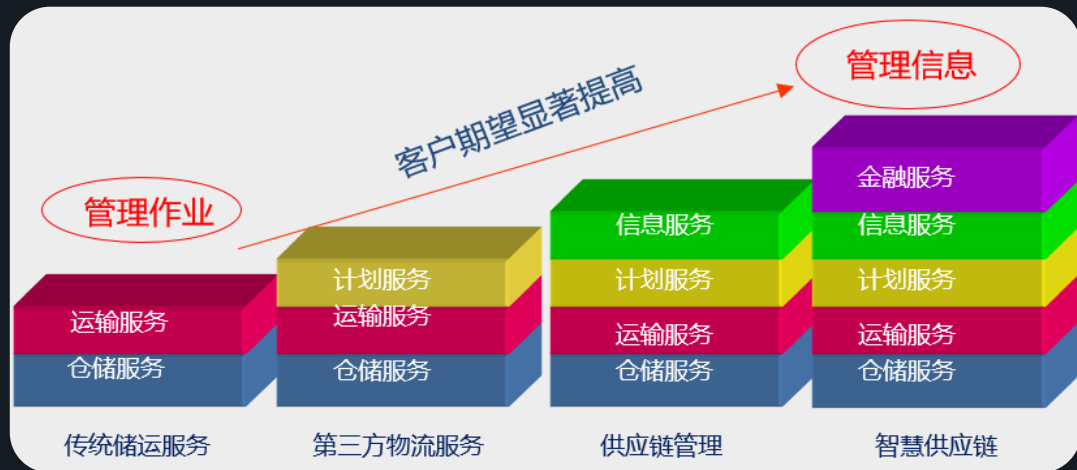 管理信息
客户期望显著提高
管理作业
运输服务
仓储服务
传统储运服务
计划服务
运输服务
仓储服务
第三方物流服务
信息服务
计划服务
运输服务
仓储服务
供应链管理
金融服务
信息服务
计划服务
运输服务
仓储服务
智慧供应链